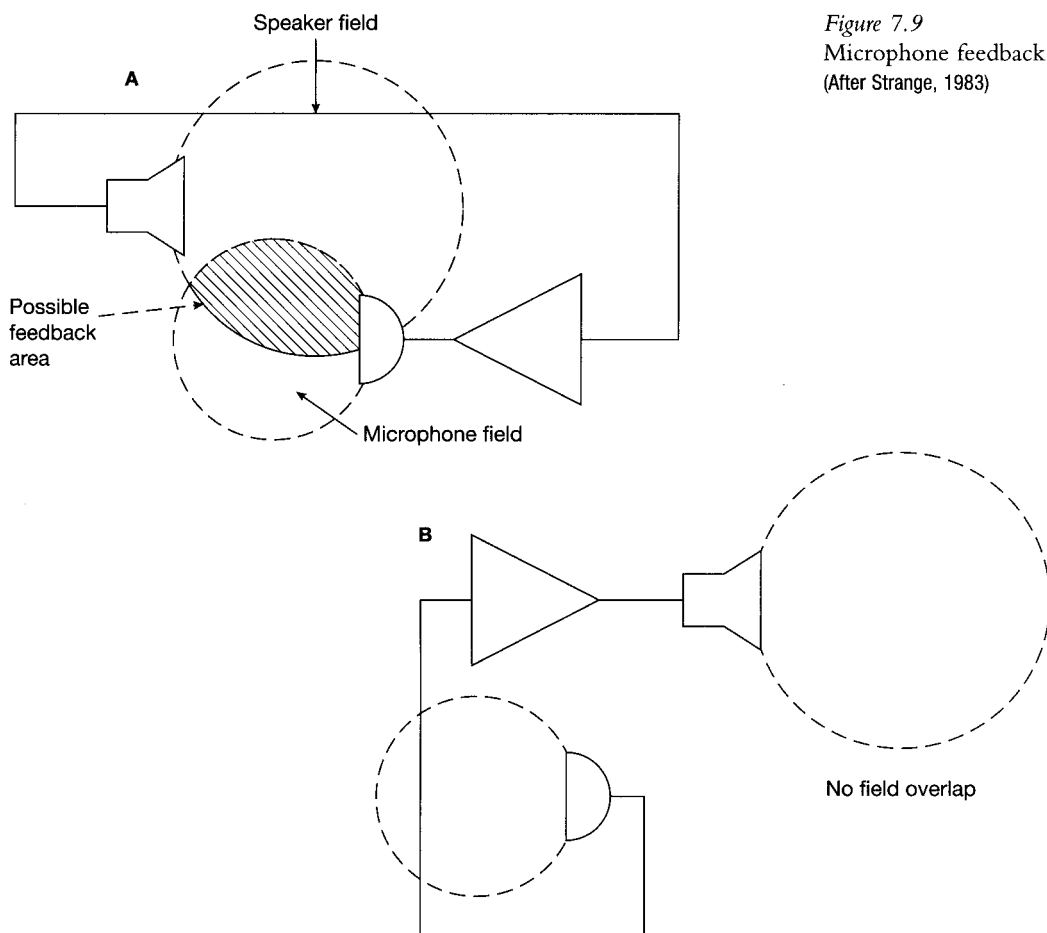 Speaker field
Figure 7.9
Microphone feedback
(After Strange, 1983)
A
Possible
feedback
area
Microphone field
B
No field overlap